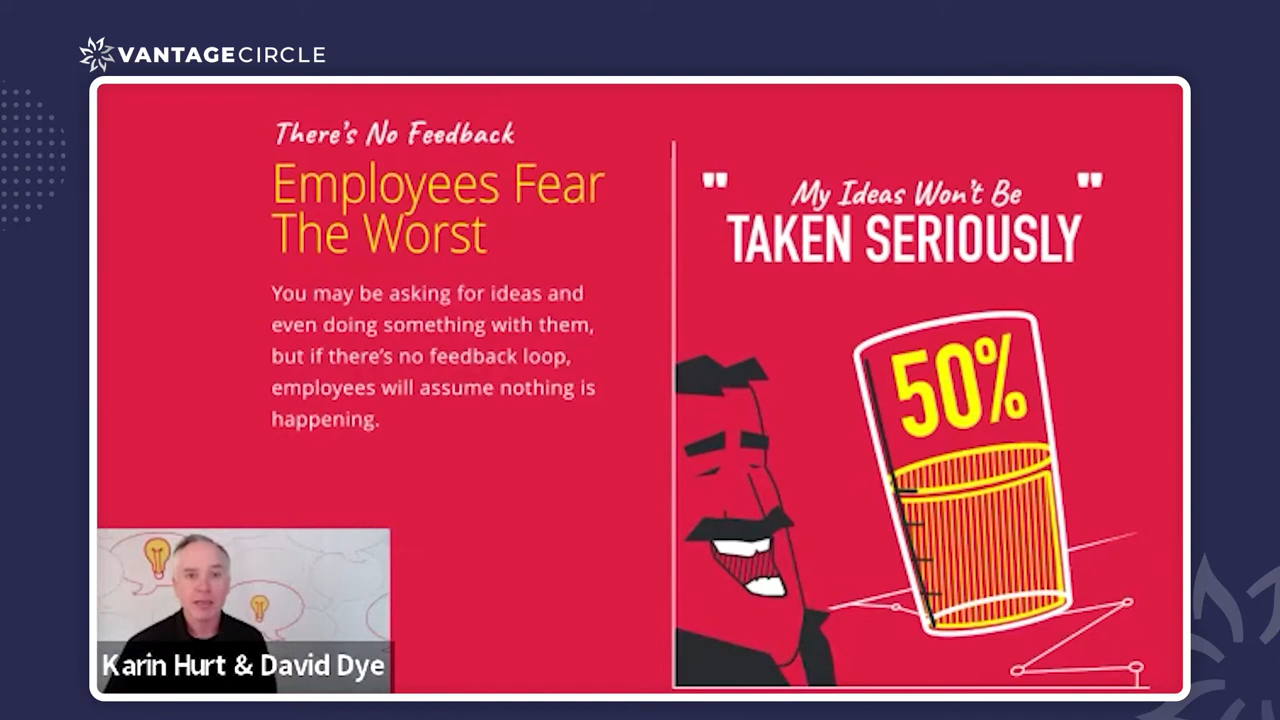 VANTAGECIRCLE
There's No Feedback
Employees Fear
The Worst
You may be asking for ideas and
even doing something with them,
but if there's no feedback loop,
employees will assume nothing is
happening.
" My Ideas Won't Be "
TAKEN SERIOUSLY
50%
Karin Hurt & David Dye